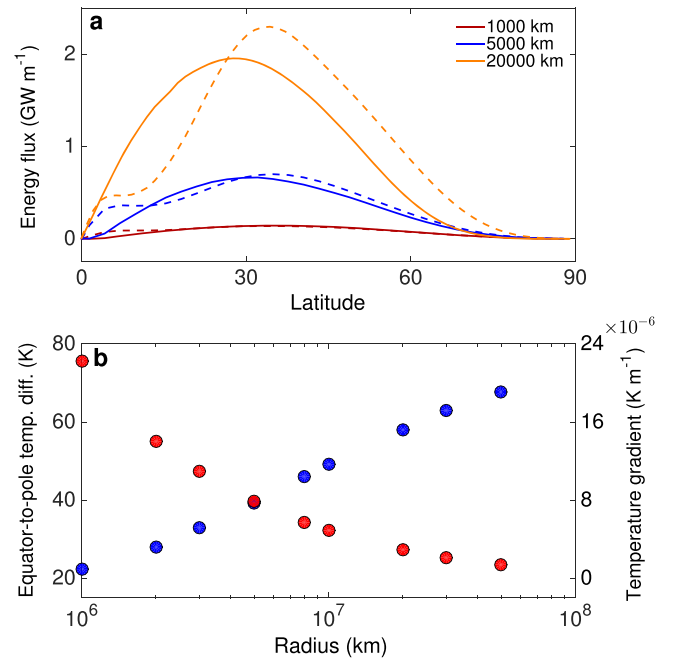 a
1000 km
5000 km
20000 km
Energy flux (GW m⁻¹)
2
1
0
0 30 60 90
Latitude
b
×10⁻⁶
Equator-to-pole temp. diff. (K)
80
60
40
20
24
16
8
0
Temperature gradient (K m⁻¹)
10⁶ 10⁷ 10⁸
Radius (km)